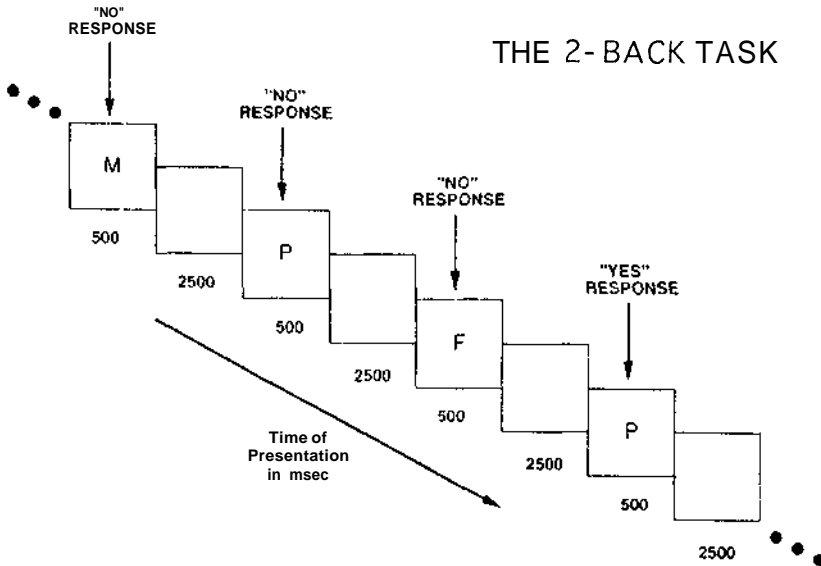 "NO"
RESPONSE
THE 2-BACK TASK
"NO"
RESPONSE
M
"NO"
RESPONSE
500
P
"YES"
RESPONSE
2500
500
F
2500
500
P
Time of
Presentation
in msec
2500
500
2500